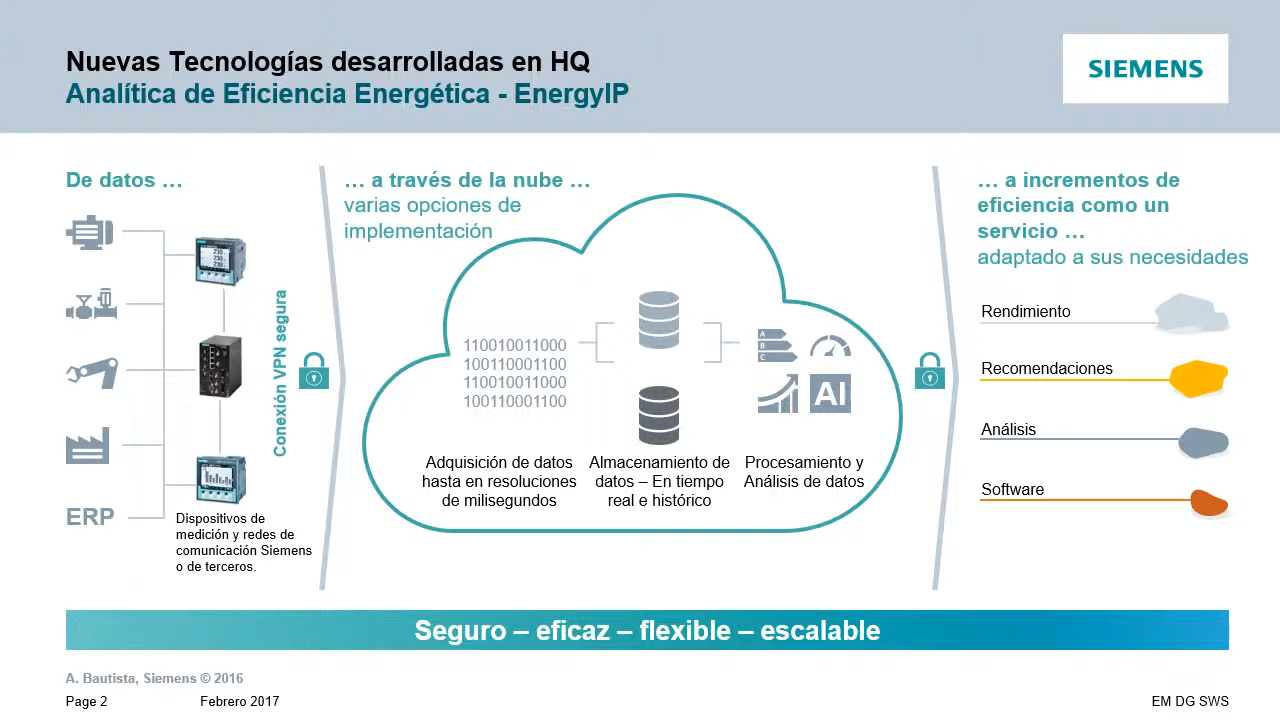 Nuevas Tecnologías desarrolladas en HQ
Analítica de Eficiencia Energética - EnergyIP
SIEMENS
De datos …
ERP
Dispositivos de
medición y redes de
comunicación Siemens
o de terceros.
Conexión VPN segura
… a través de la nube …
varias opciones de
implementación
110010011000
100110001100
110010011000
100110001100
A
B
C
AI
Adquisición de datos
hasta en resoluciones
de milisegundos
Almacenamiento de
datos – En tiempo
real e histórico
Procesamiento y
Análisis de datos
… a incrementos de
eficiencia como un
servicio …
adaptado a sus necesidades
Rendimiento
Recomendaciones
Análisis
Software
Seguro – eficaz – flexible – escalable
A. Bautista, Siemens © 2016
Page 2
Febrero 2017
EM DG SWS